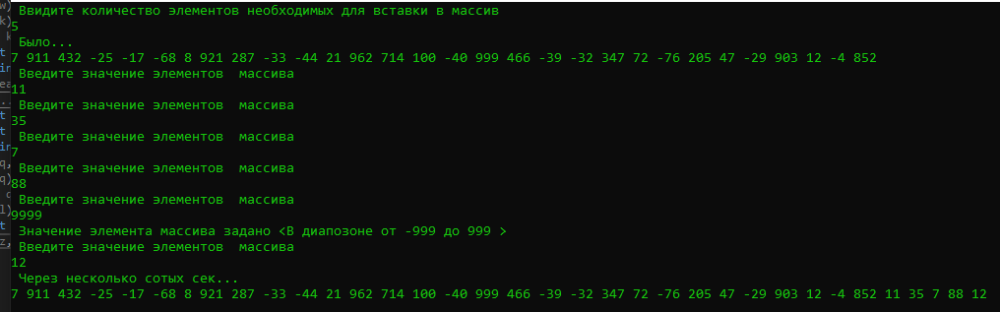 Ввидите количество элементов необходимых для вставки в массив
5
Было...
7 911 432 -25 -17 -68 8 921 287 -33 -44 21 962 714 100 -40 999 466 -39 -32 347 72 -76 205 47 -29 903 12 -4 852
Введите значение элементов  массива
11
Введите значение элементов  массива
35
Введите значение элементов  массива
7
Введите значение элементов  массива
88
Введите значение элементов  массива
9999
Значение элемента массива задано <В диапозоне от -999 до 999 >
Введите значение элементов  массива
12
Через несколько сотых сек...
7 911 432 -25 -17 -68 8 921 287 -33 -44 21 962 714 100 -40 999 466 -39 -32 347 72 -76 205 47 -29 903 12 -4 852 11 35 7 88 12